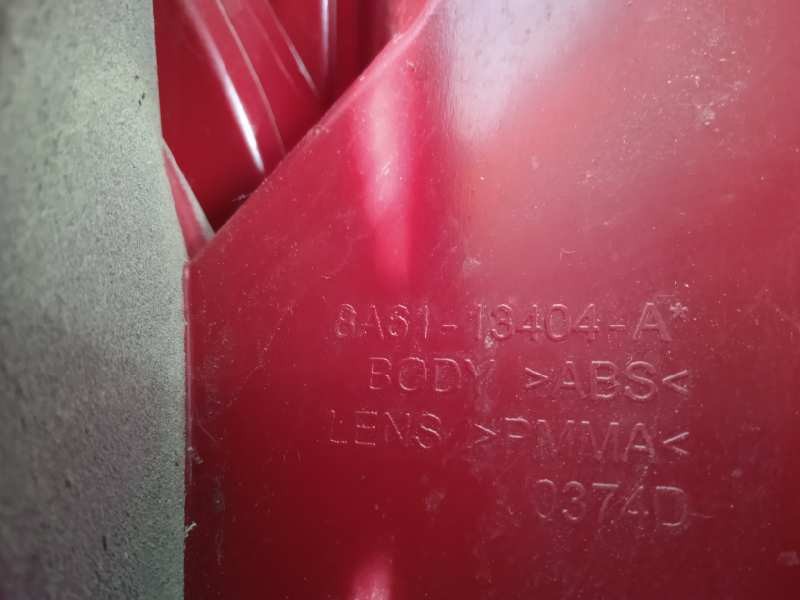 8A61-13404-A*
BODY >ABS<
LENS >PMMA<
0374D